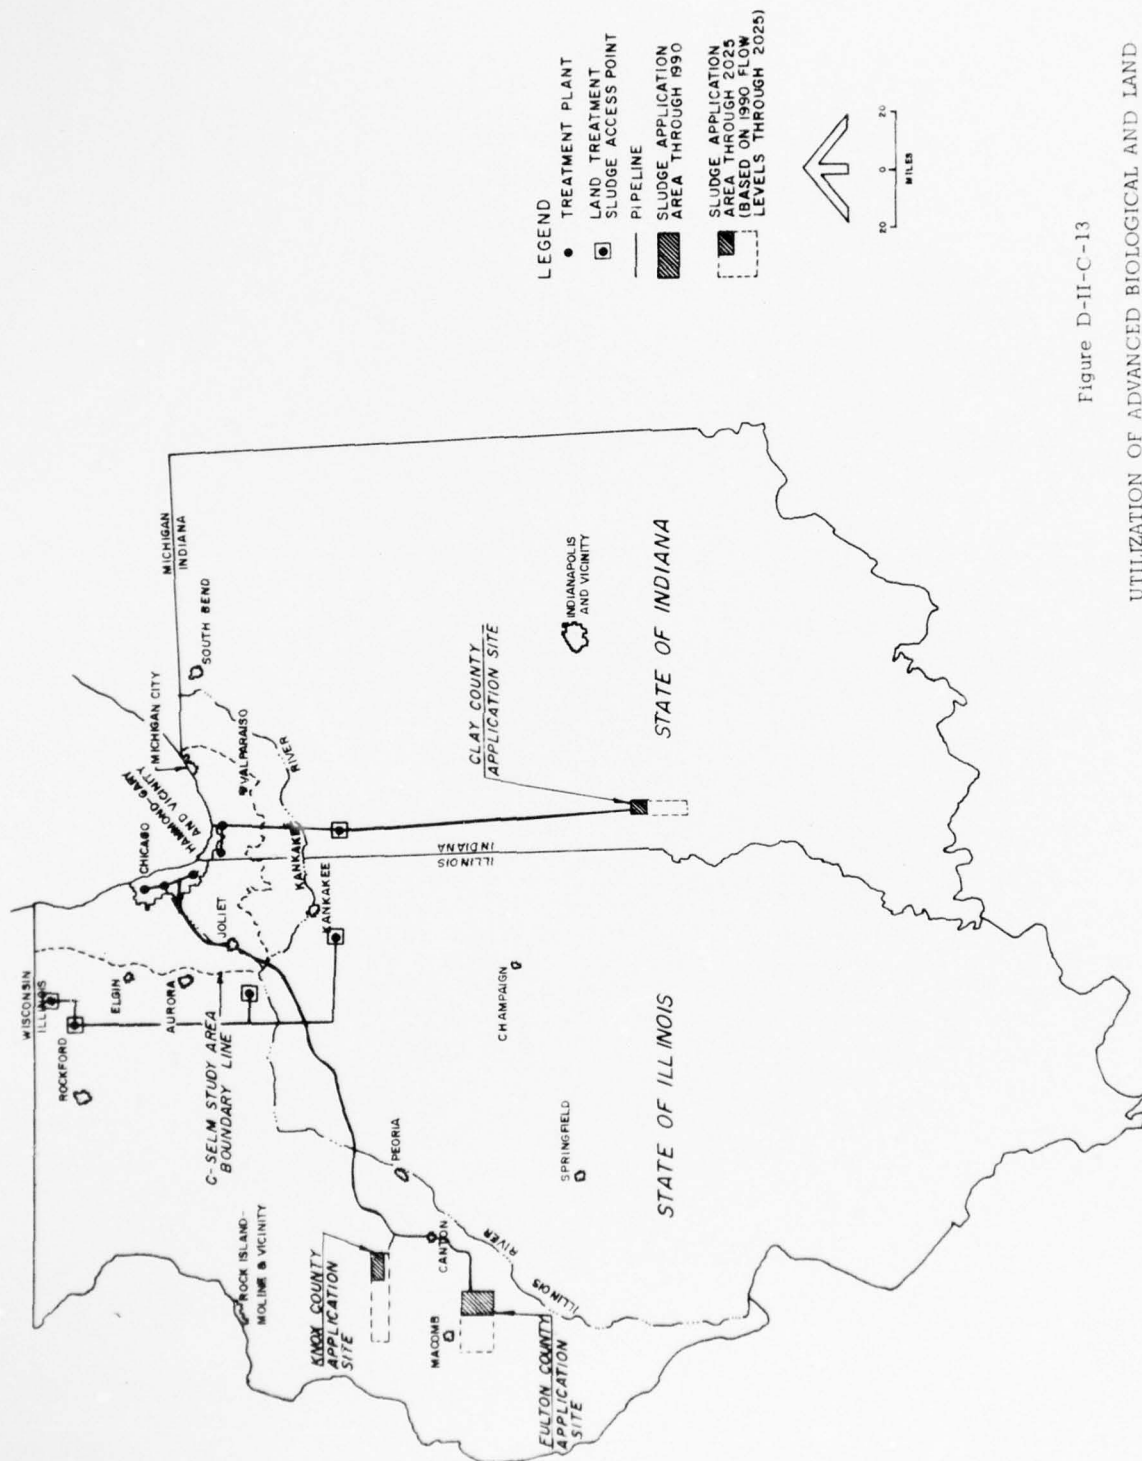 WISCONSIN
ILLINOIS
ROCKFORD
ELGIN
AURORA
C-SELM STUDY AREA
BOUNDARY LINE
ROCK ISLAND-
MOLINE & VICINITY
CHICAGO
HAMMOND-GARY
AND VICINITY
MICHIGAN CITY
VALPARAISO
SOUTH BEND
MICHIGAN
INDIANA
JOLIET
KANKAKEE
RIVER
KANKAKEE
ILLINOIS
INDIANA
KNOX COUNTY
APPLICATION
SITE
PEORIA
CANTON
MACOMB
ILLINOIS
RIVER
FULTON COUNTY
APPLICATION
SITE
CHAMPAIGN
SPRINGFIELD
STATE OF ILLINOIS
CLAY COUNTY
APPLICATION SITE
INDIANAPOLIS
AND VICINITY
STATE OF INDIANA
LEGEND
TREATMENT PLANT
LAND TREATMENT
SLUDGE ACCESS POINT
PIPELINE
SLUDGE APPLICATION
AREA THROUGH 1990
SLUDGE APPLICATION
AREA THROUGH 2025
(BASED ON 1990 FLOW
LEVELS THROUGH 2025)
20 0 20
MILES
Figure D-II-C-13
UTILIZATION OF ADVANCED BIOLOGICAL AND LAND